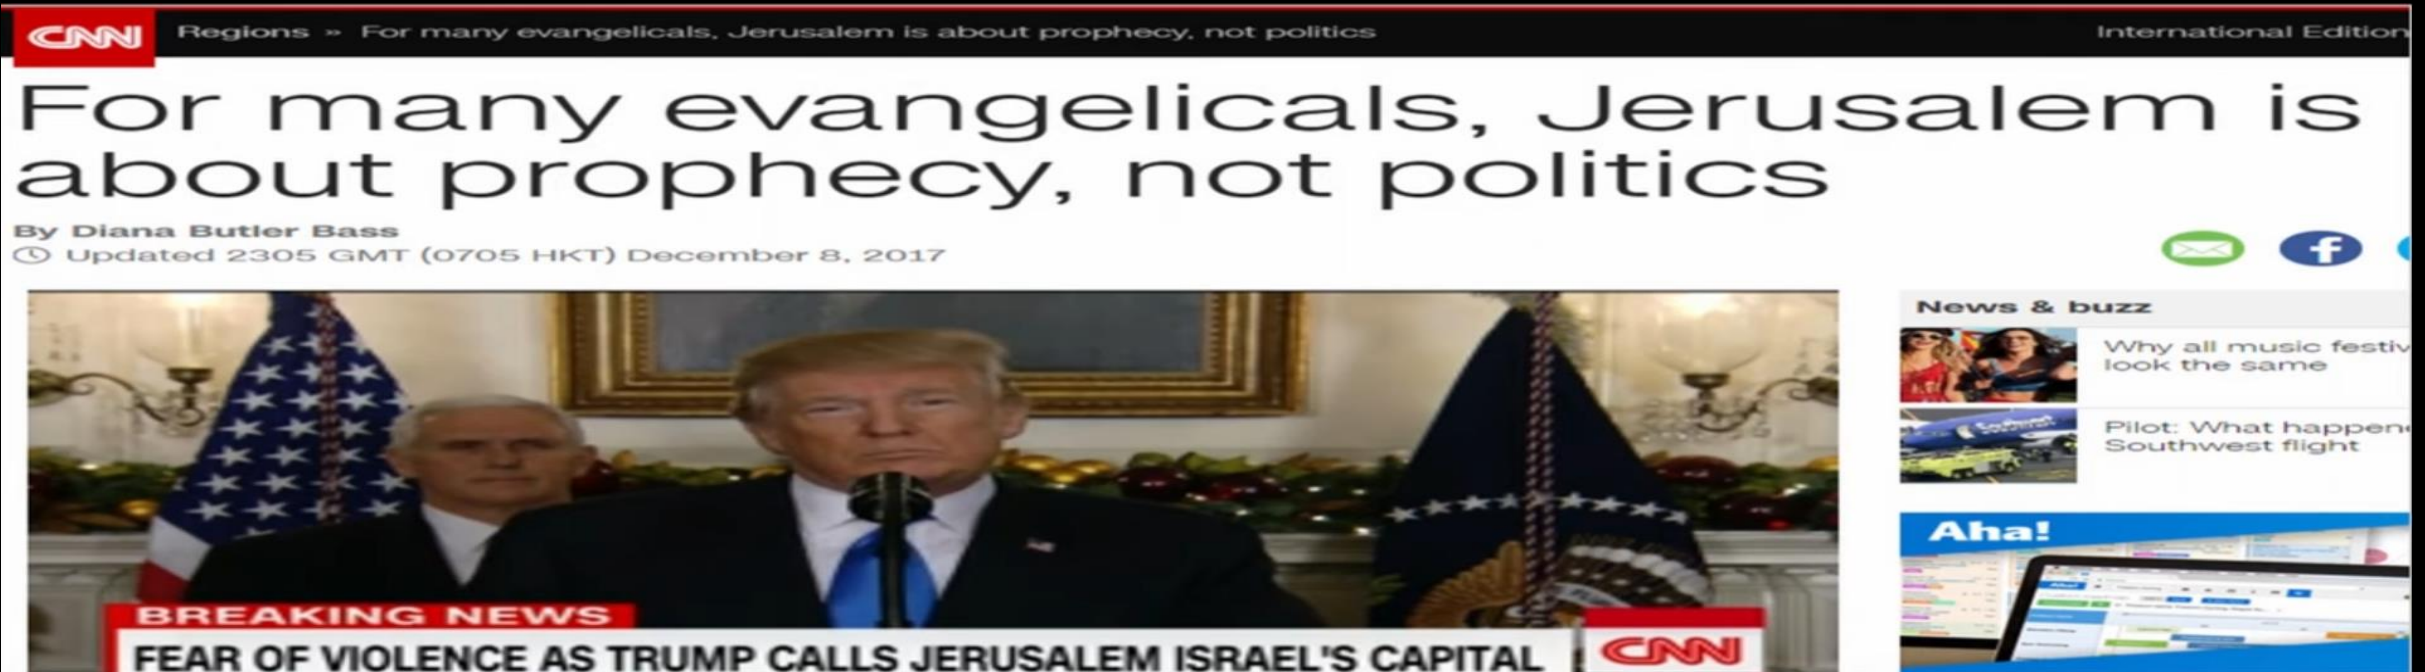 CNN Regions » For many evangelicals, Jerusalem is about prophecy, not politics International Edition
For many evangelicals, Jerusalem is
about prophecy, not politics
By Diana Butler Bass
Updated 2305 GMT (0705 HKT) December 8, 2017
f
BREAKING NEWS
FEAR OF VIOLENCE AS TRUMP CALLS JERUSALEM ISRAEL'S CAPITAL
CNN
News & buzz
Why all music festiv
look the same
Pilot: What happen
Southwest flight
Aha!